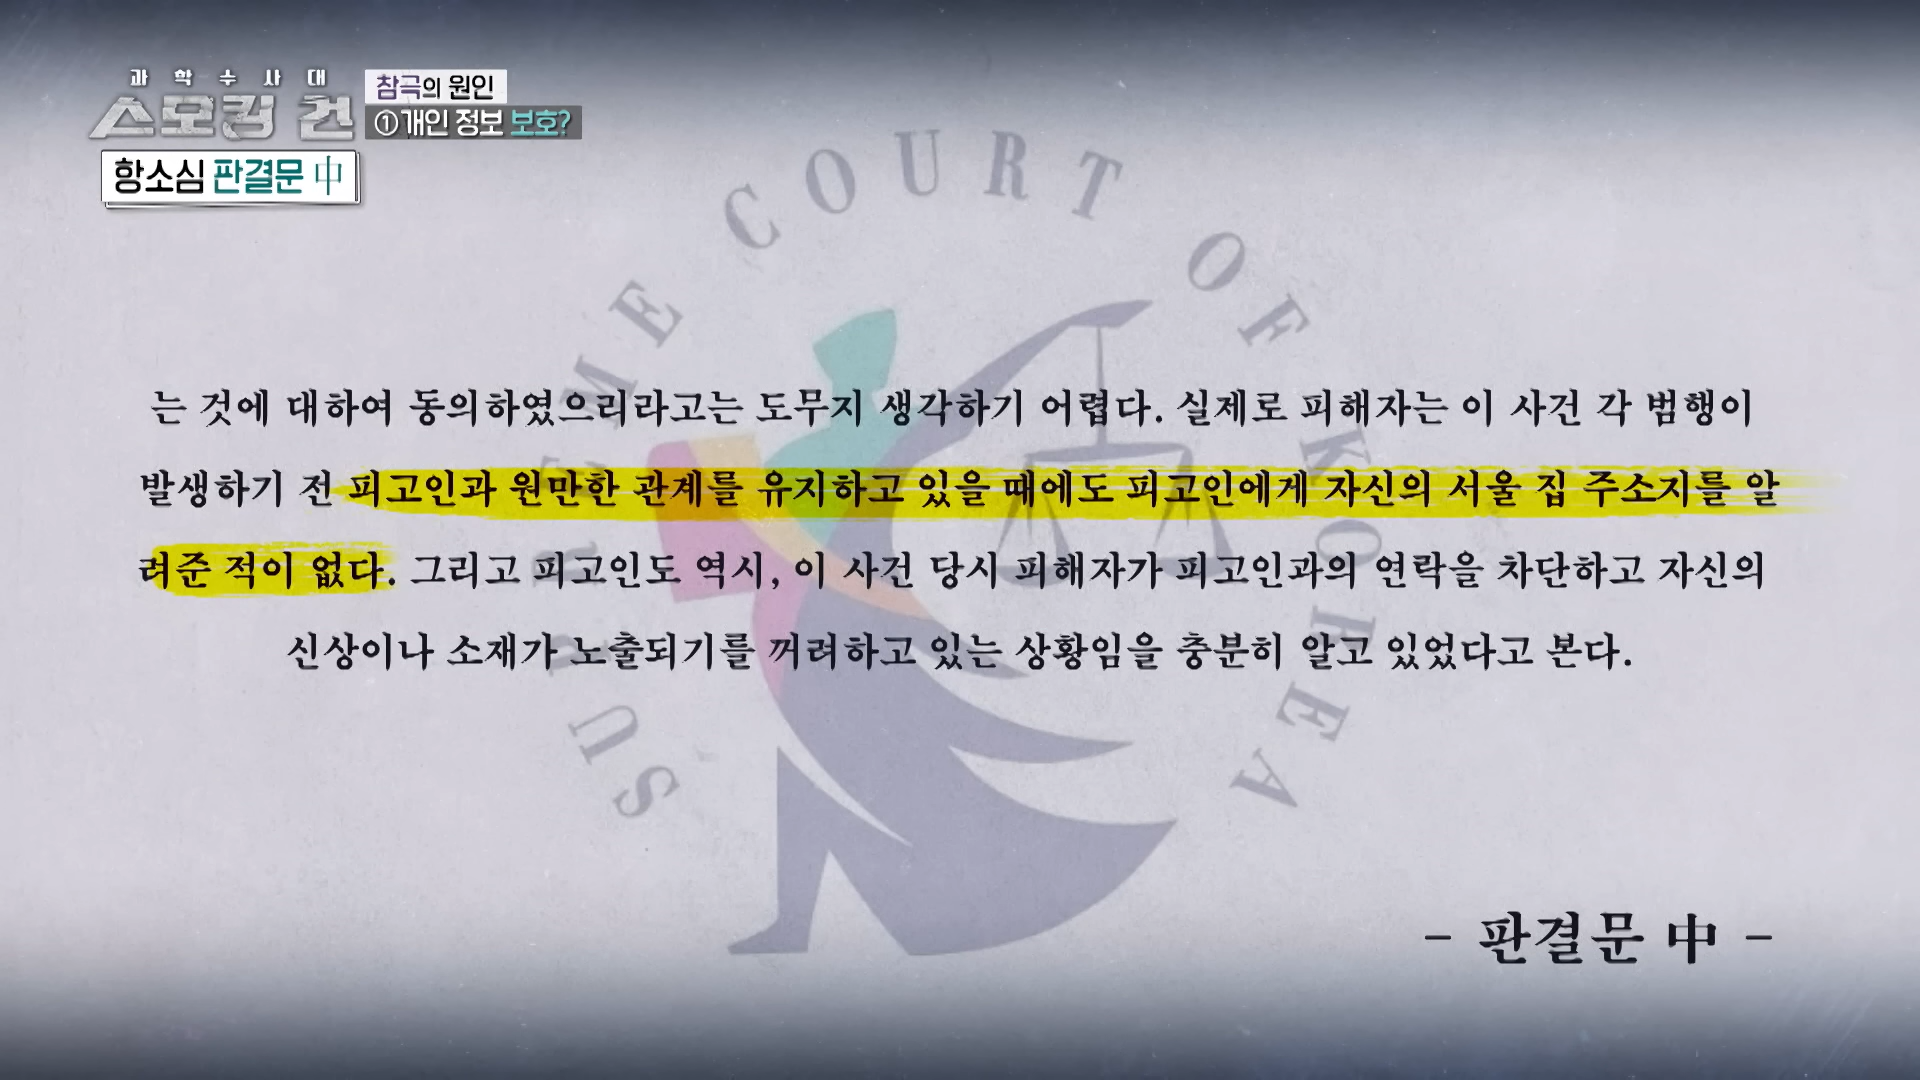 과학수사대
스모킹 건
참극의 원인
①개인 정보 보호?
항소심 판결문 中
SUPREME COURT OF KOREA
는 것에 대하여 동의하였으리라고는 도무지 생각하기 어렵다. 실제로 피해자는 이 사건 각 범행이
발생하기 전 피고인과 원만한 관계를 유지하고 있을 때에도 피고인에게 자신의 서울 집 주소지를 알
려준 적이 없다. 그리고 피고인도 역시, 이 사건 당시 피해자가 피고인과의 연락을 차단하고 자신의
신상이나 소재가 노출되기를 꺼려하고 있는 상황임을 충분히 알고 있었다고 본다.
- 판결문 中 -